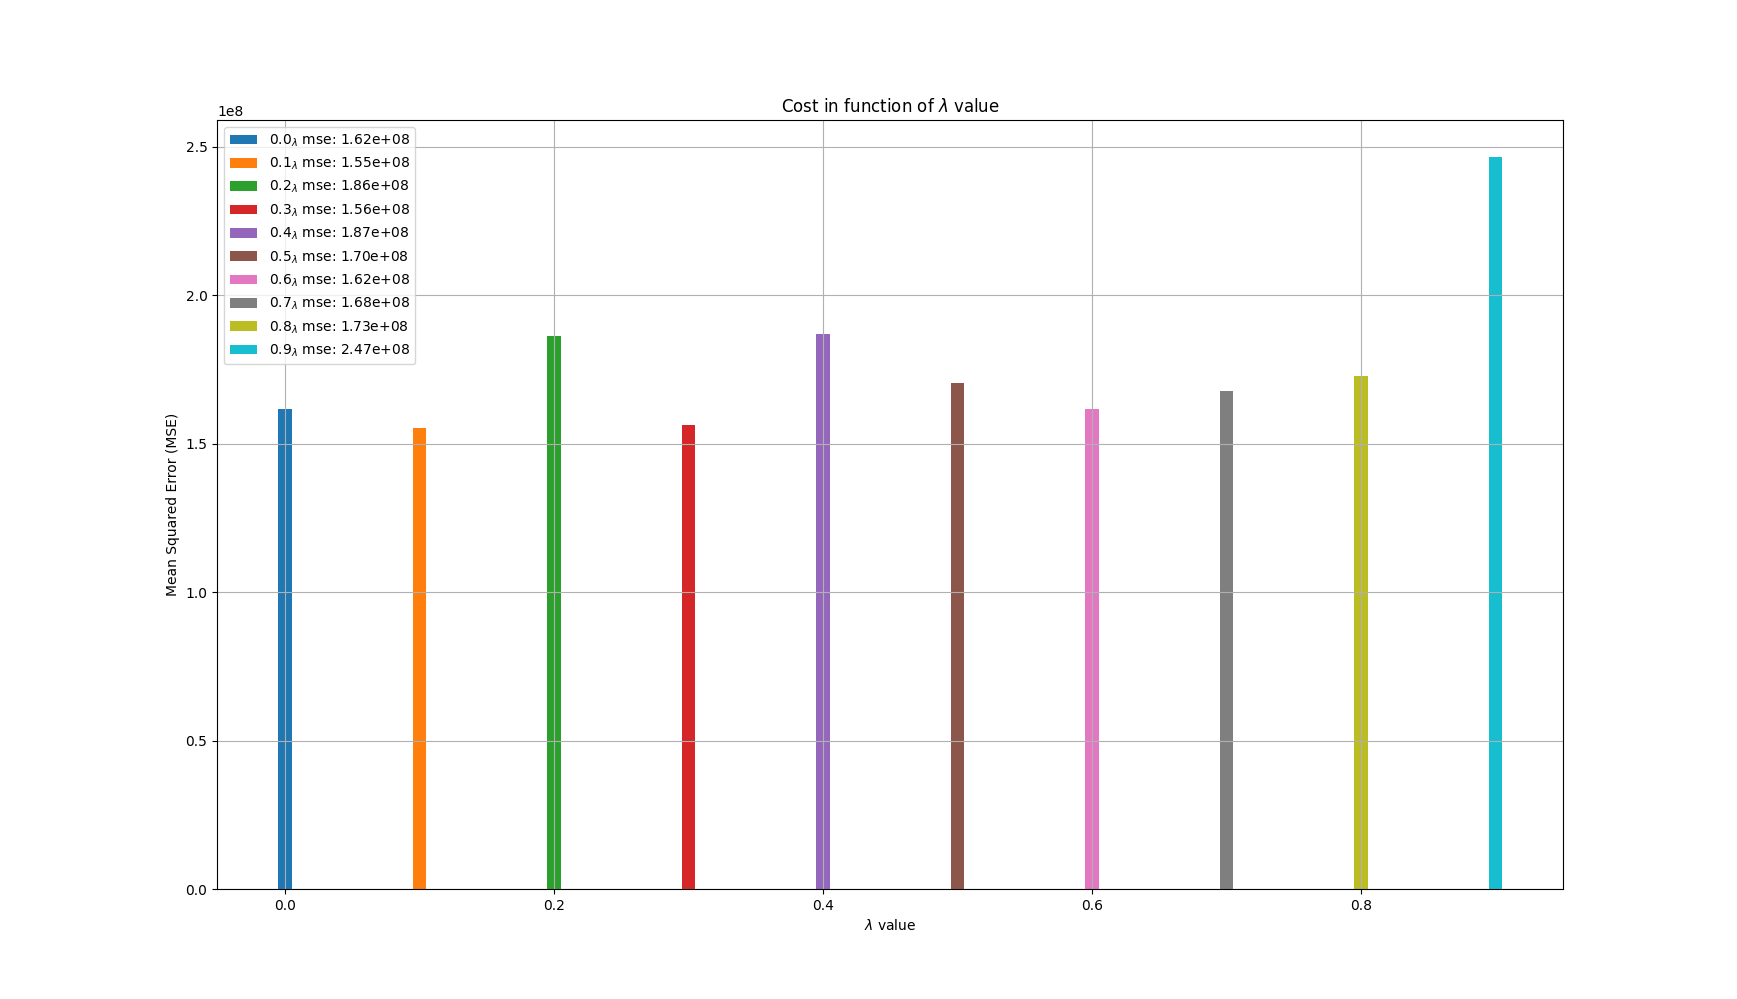 Cost in function of λ value
1e8
0.0λ mse: 1.62e+08
0.1λ mse: 1.55e+08
0.2λ mse: 1.86e+08
0.3λ mse: 1.56e+08
0.4λ mse: 1.87e+08
0.5λ mse: 1.70e+08
0.6λ mse: 1.62e+08
0.7λ mse: 1.68e+08
0.8λ mse: 1.73e+08
0.9λ mse: 2.47e+08
Mean Squared Error (MSE)
2.5
2.0
1.5
1.0
0.5
0.0
0.0 0.2 0.4 0.6 0.8
λ value